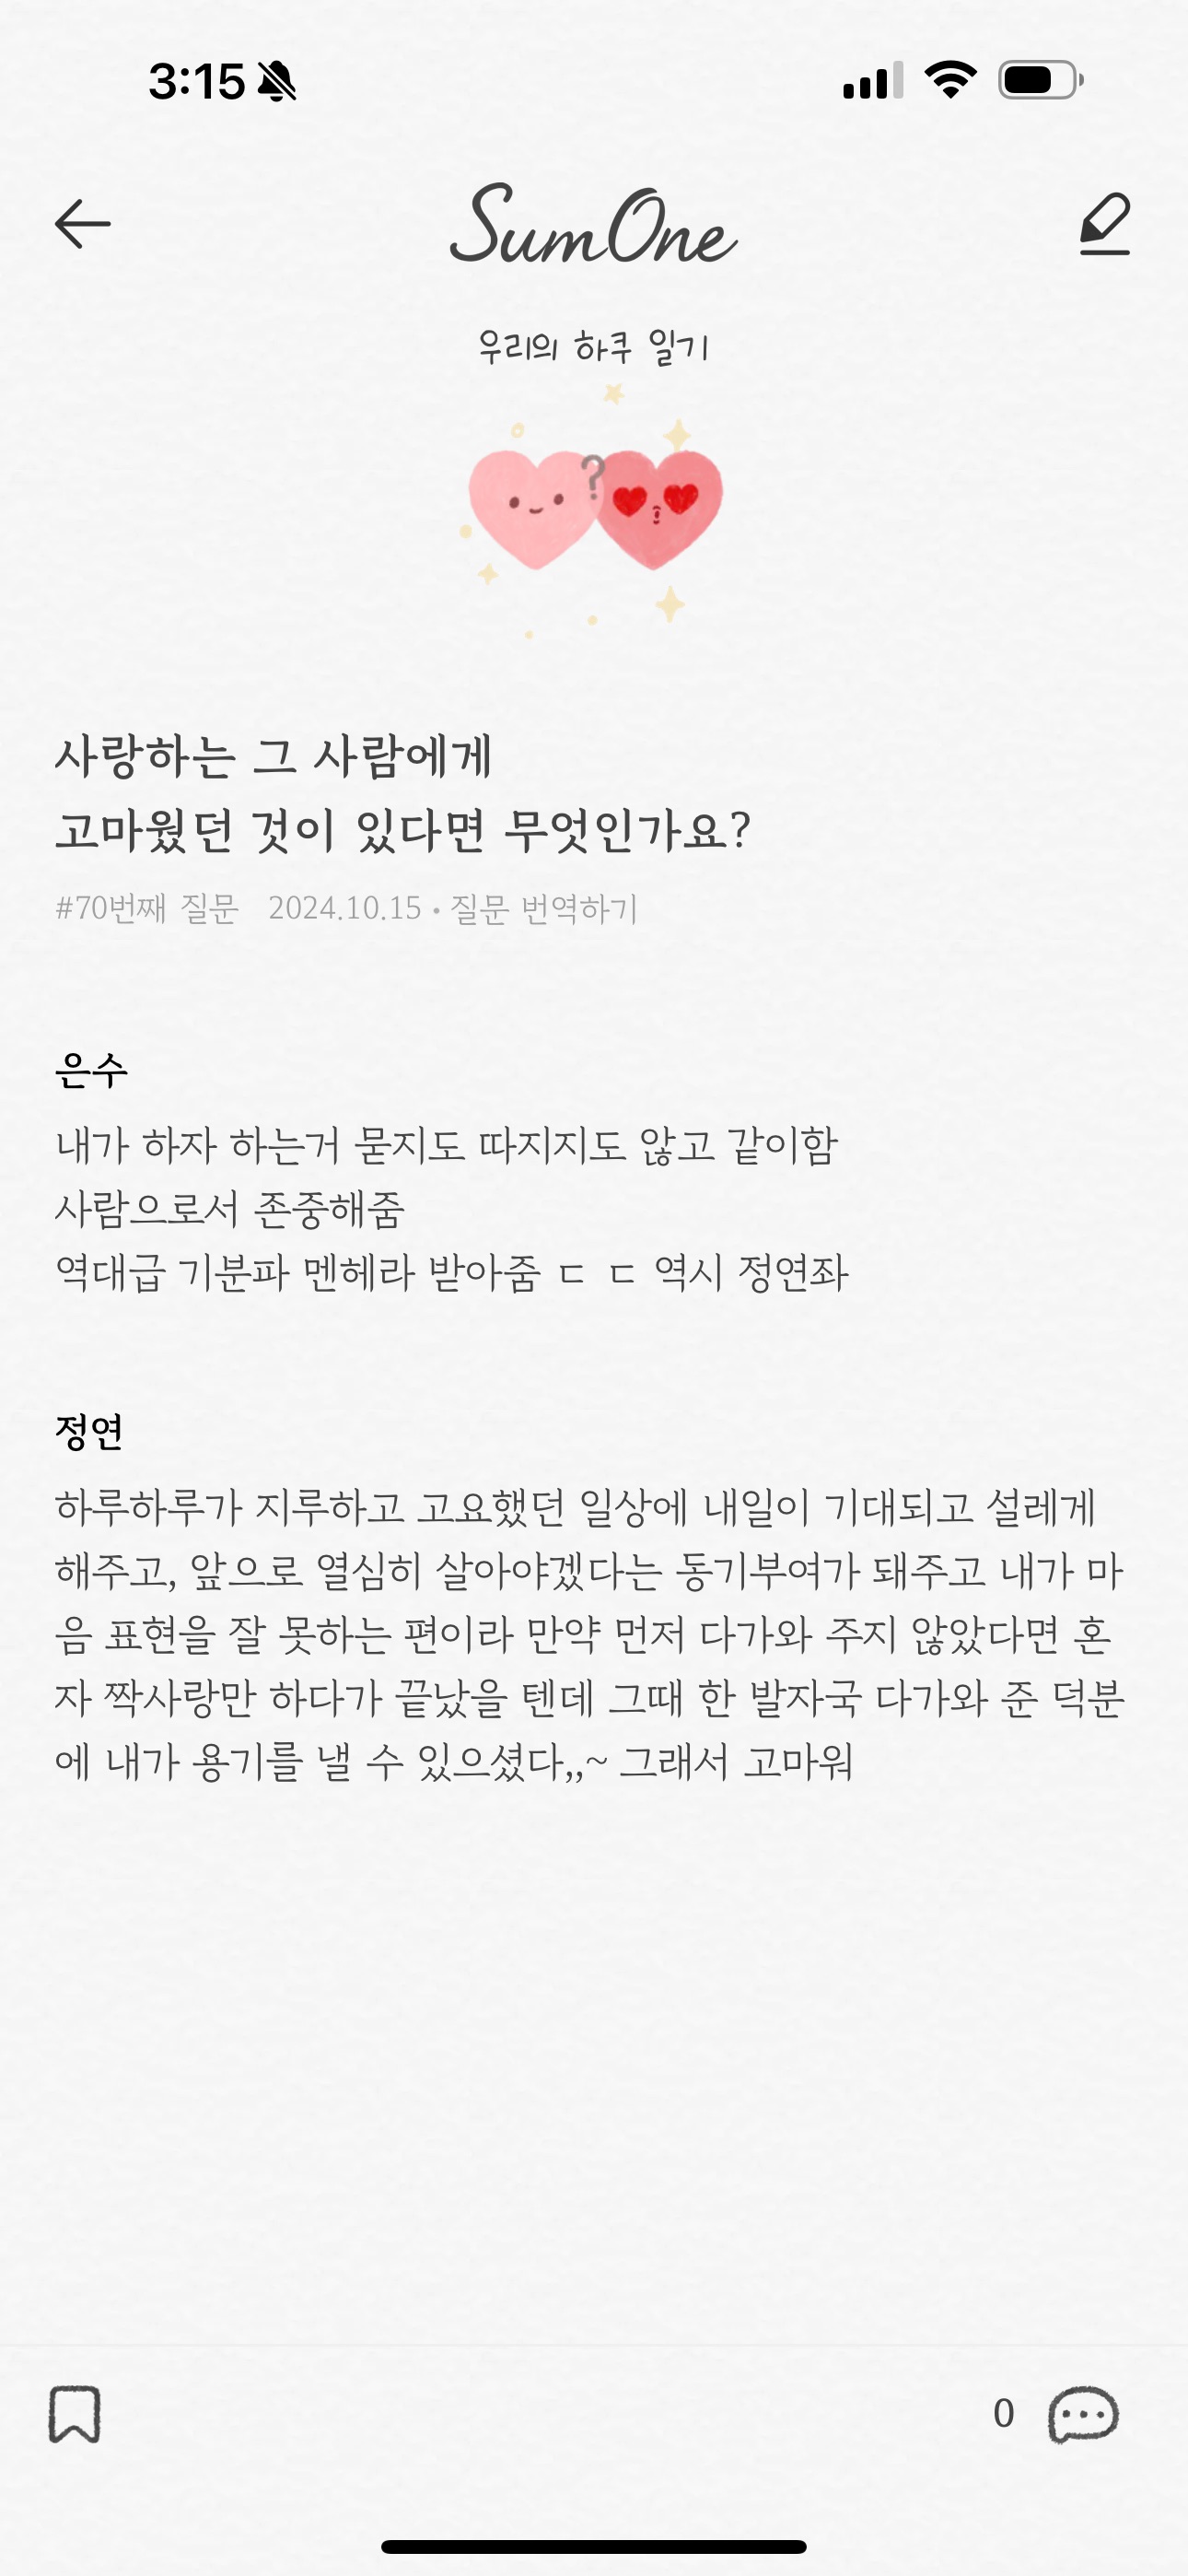 3:15
SumOne
우리의 하쿠 일기
?
사랑하는 그 사람에게
고마웠던 것이 있다면 무엇인가요?
#70번째 질문 2024.10.15 • 질문 번역하기
은수
내가 하자 하는거 묻지도 따지지도 않고 같이함
사람으로서 존중해줌
역대급 기분파 멘헤라 받아줌 ㄷ ㄷ 역시 정연좌
정연
하루하루가 지루하고 고요했던 일상에 내일이 기대되고 설레게
해주고, 앞으로 열심히 살아야겠다는 동기부여가 돼주고 내가 마
음 표현을 잘 못하는 편이라 만약 먼저 다가와 주지 않았다면 혼
자 짝사랑만 하다가 끝났을 텐데 그때 한 발자국 다가와 준 덕분
에 내가 용기를 낼 수 있으셨다,,~ 그래서 고마워
0